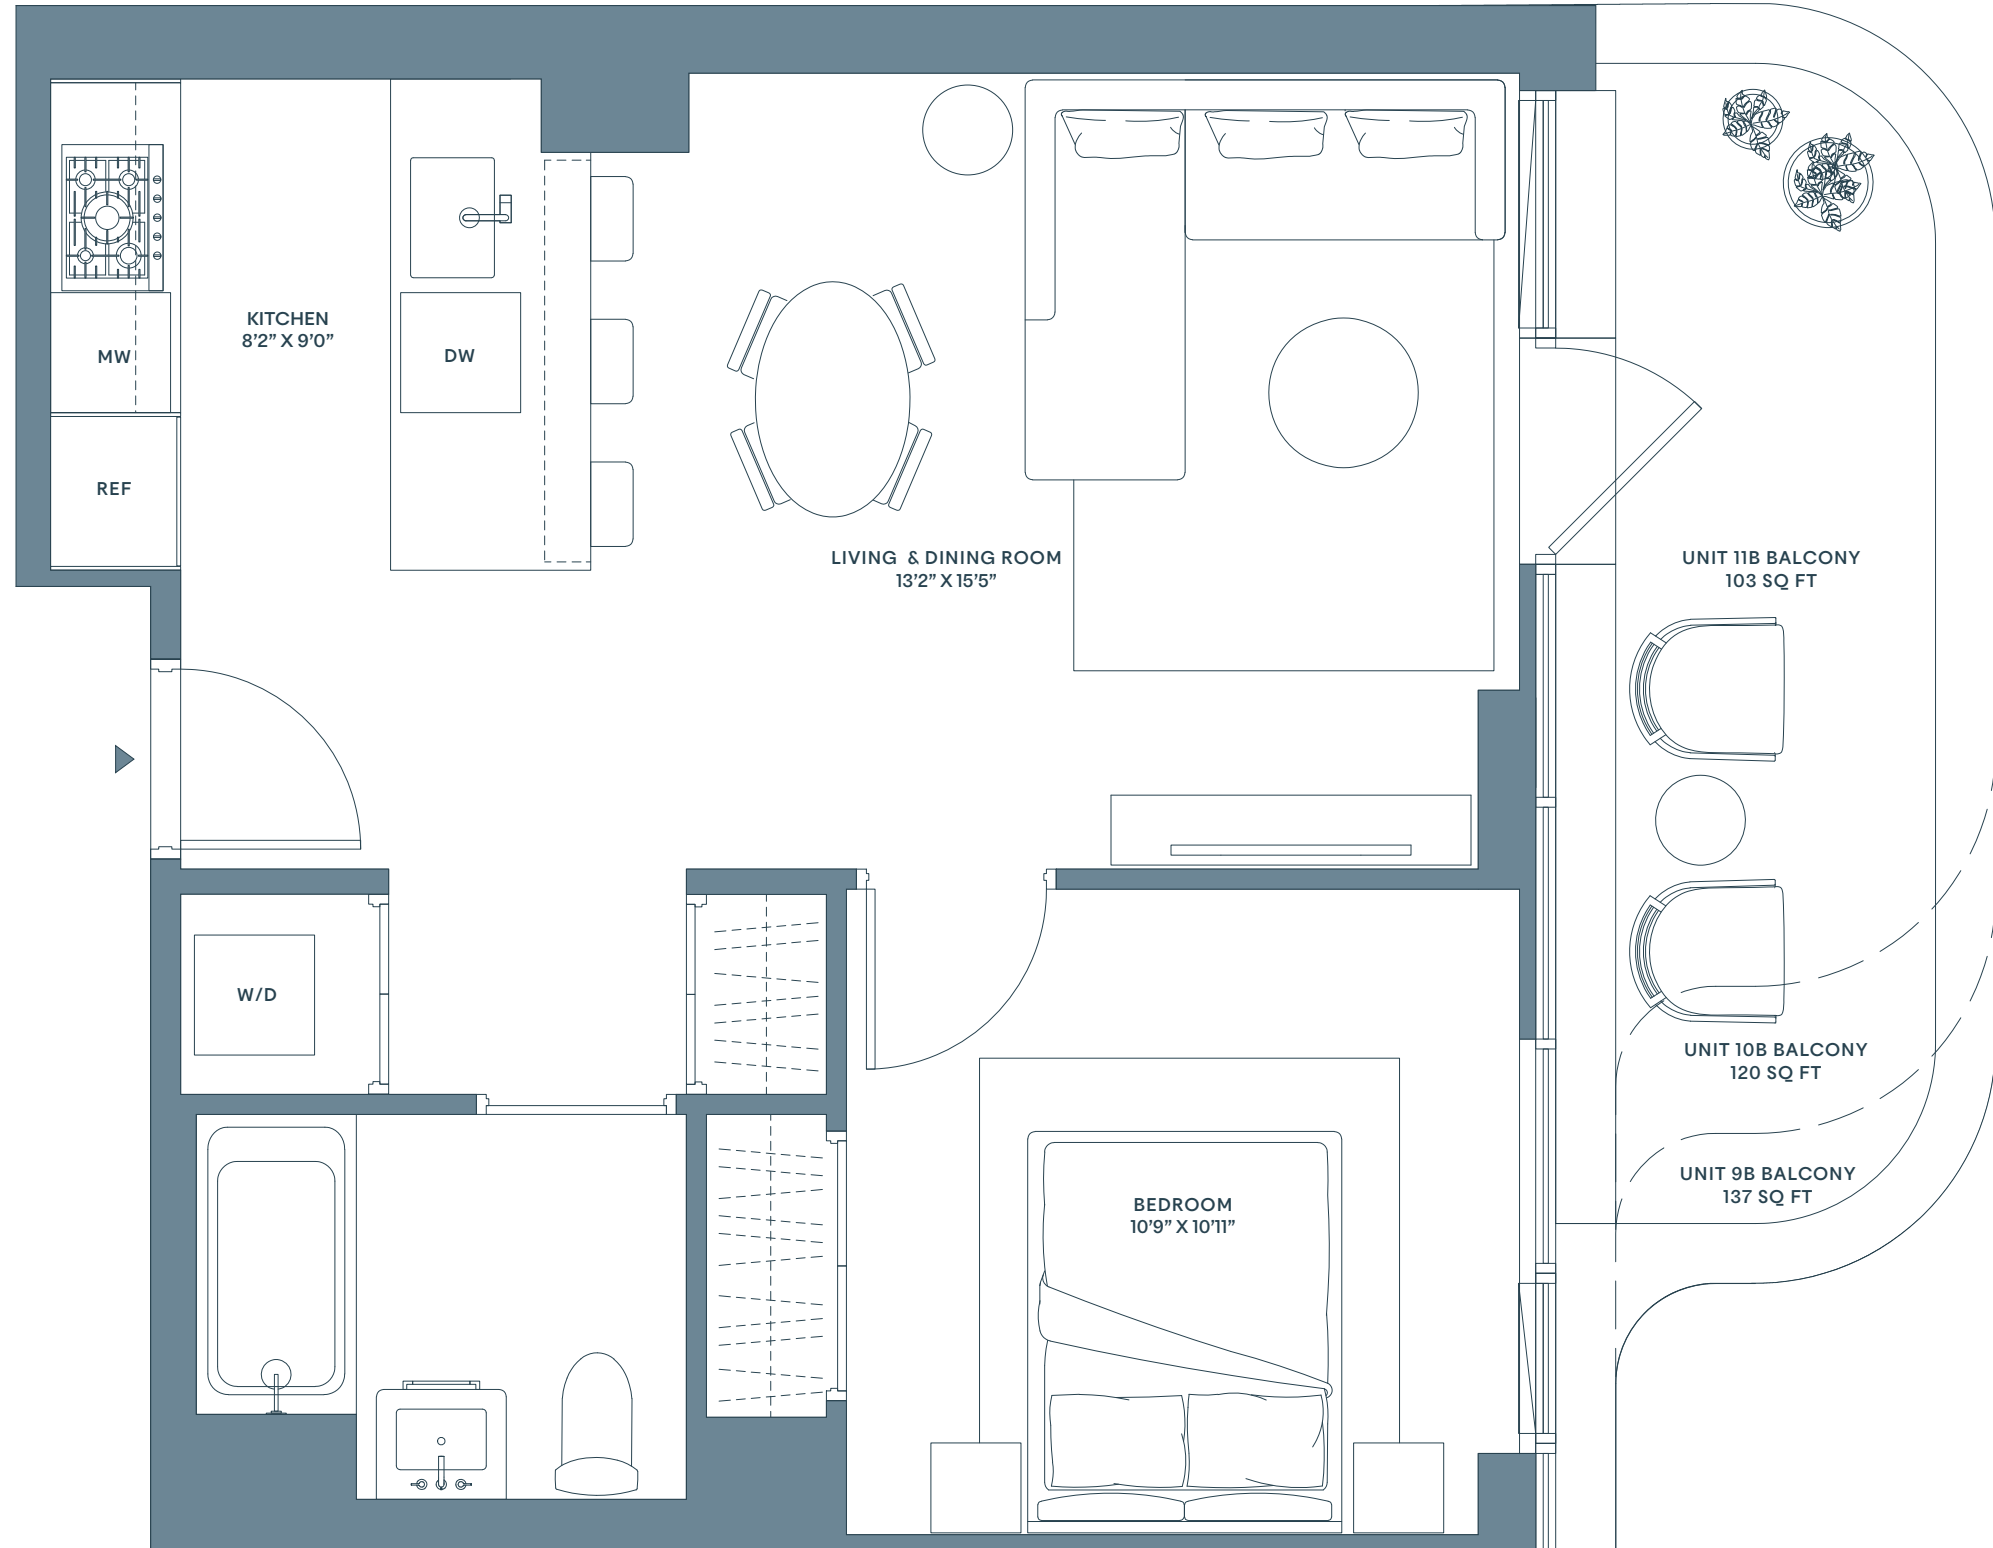 KITCHEN
8’2” X 9’0”
MW
DW
REF
LIVING & DINING ROOM
13’2” X 15’5”
UNIT 11B BALCONY
103 SQ FT
W/D
UNIT 10B BALCONY
120 SQ FT
UNIT 9B BALCONY
137 SQ FT
BEDROOM
10’9” X 10’11”